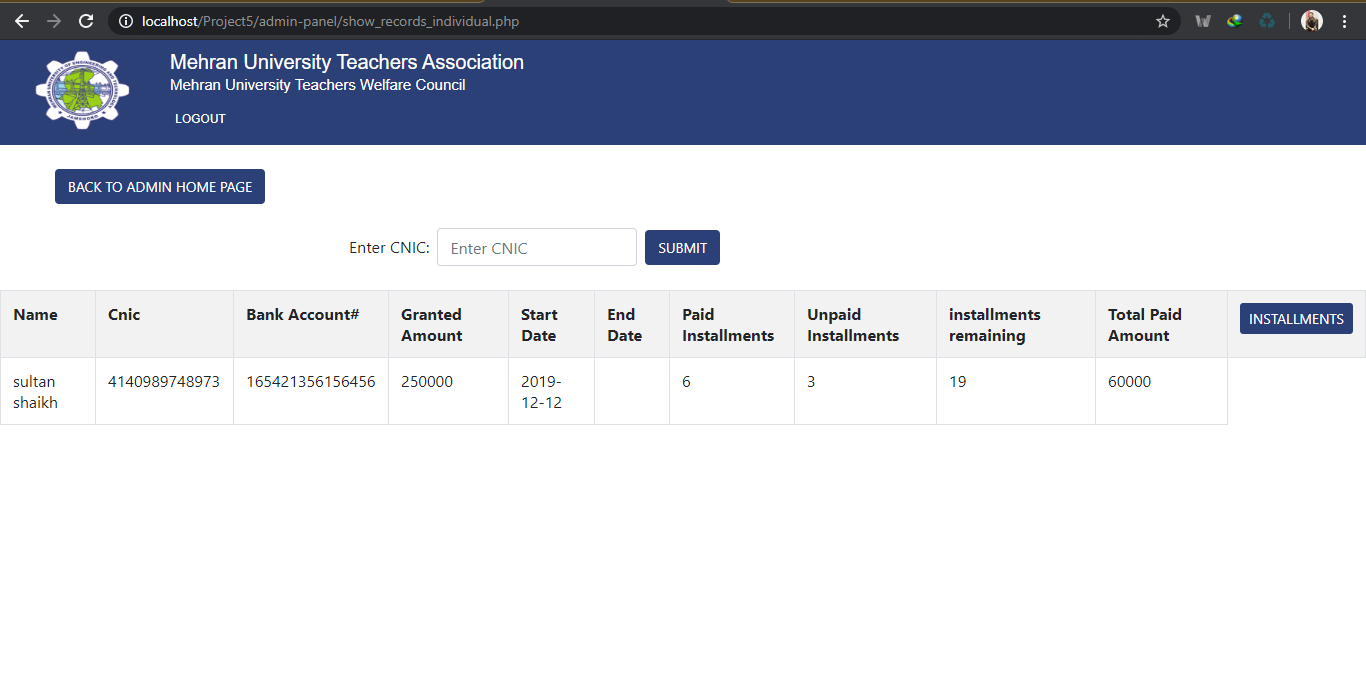 localhost/Project5/admin-panel/show_records_individual.php
Mehran University Teachers Association
Mehran University Teachers Welfare Council
LOGOUT
BACK TO ADMIN HOME PAGE
Enter CNIC: Enter CNIC SUBMIT
Name Cnic Bank Account# Granted Amount Start Date End Date Paid Installments Unpaid Installments installments remaining Total Paid Amount INSTALLMENTS
sultan shaikh 4140989748973 165421356156456 250000 2019-12-12 6 3 19 60000